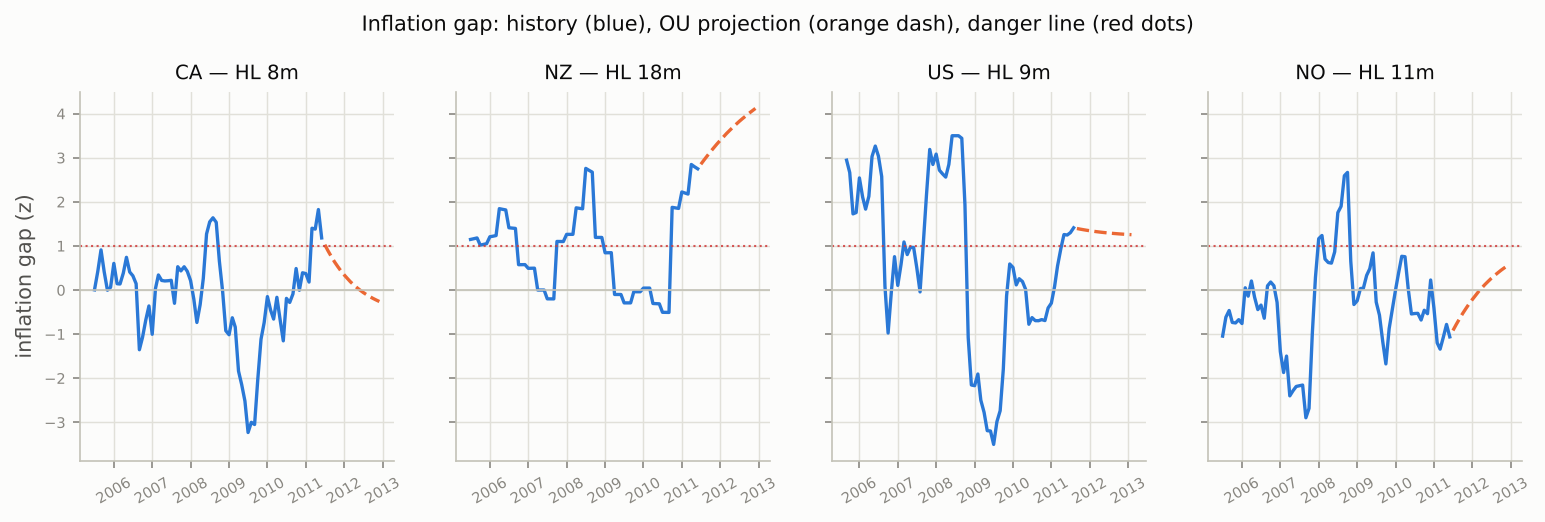 Inflation gap: history (blue), OU projection (orange dash), danger line (red dots)
CA — HL 8m
NZ — HL 18m
US — HL 9m
NO — HL 11m
inflation gap (z)
4
3
2
1
0
−1
−2
−3
2006 2007 2008 2009 2010 2011 2012 2013
2006 2007 2008 2009 2010 2011 2012 2013
2006 2007 2008 2009 2010 2011 2012 2013
2006 2007 2008 2009 2010 2011 2012 2013